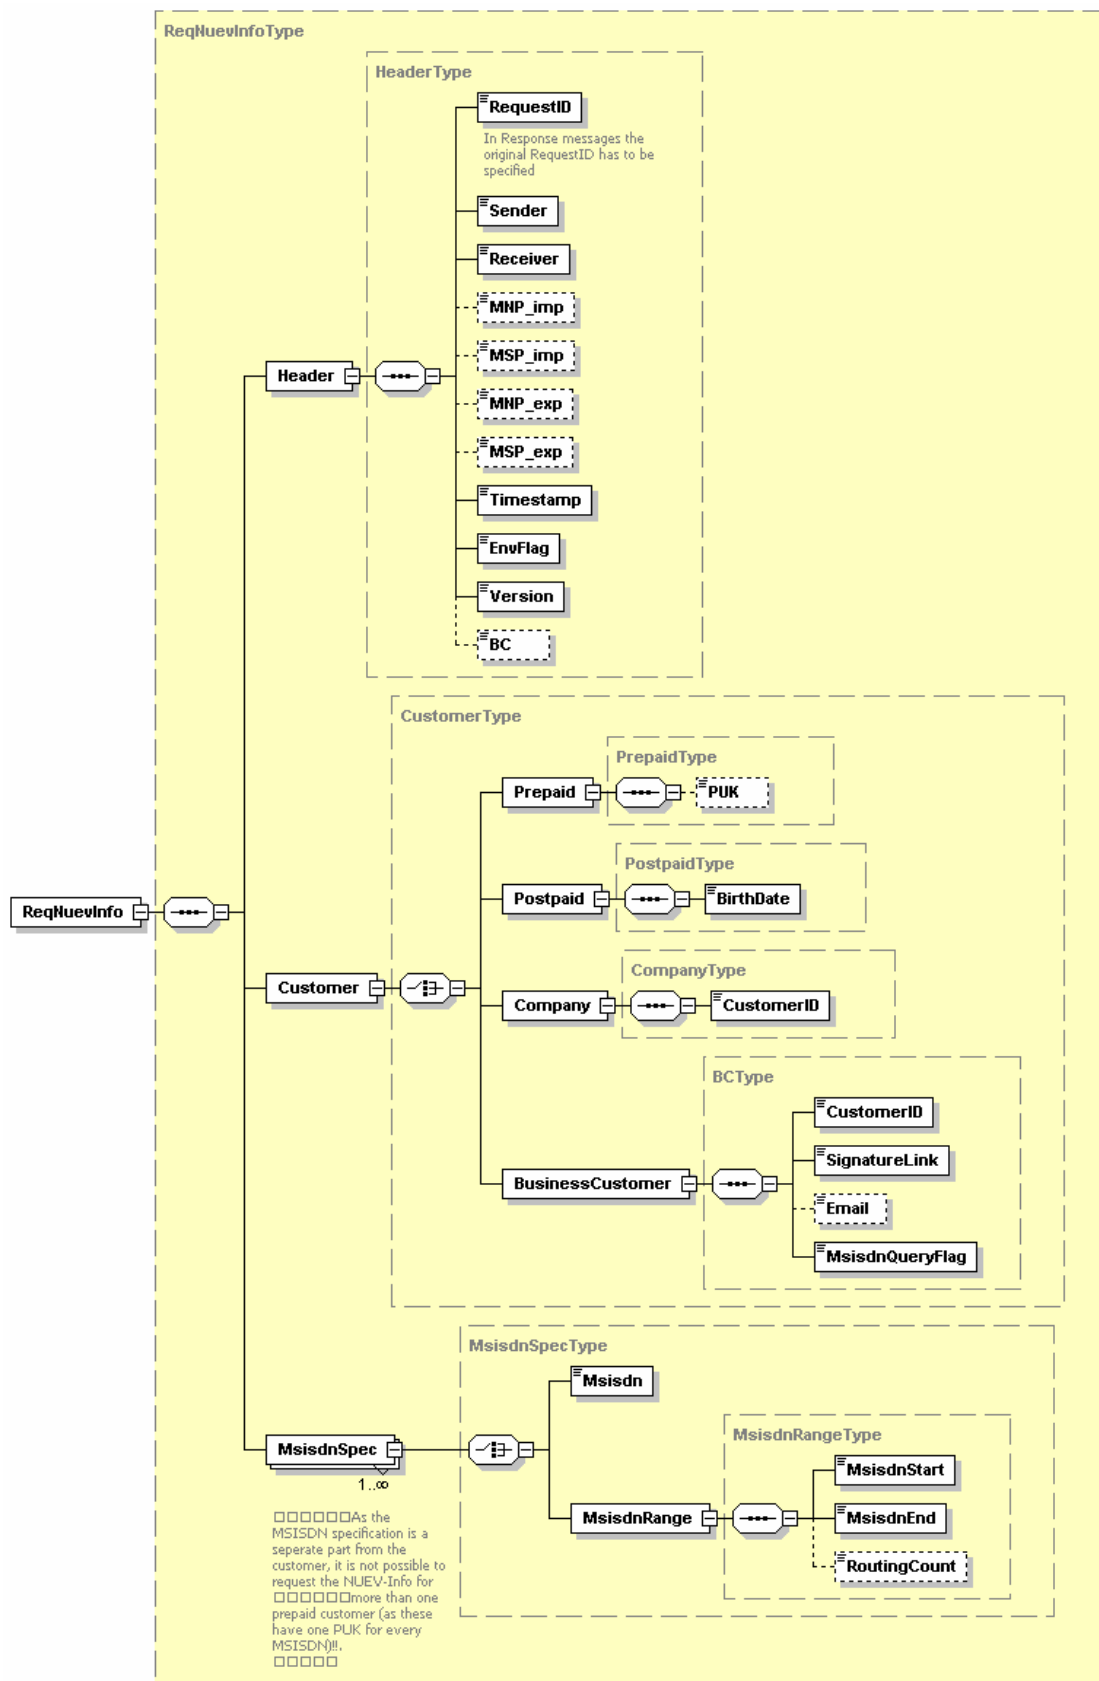 ReqNuevInfoType
HeaderType
RequestID
In Response messages the
original RequestID has to be
specified
Sender
Receiver
MNP_imp
MSP_imp
Header
MNP_exp
MSP_exp
Timestamp
EnvFlag
Version
BC
CustomerType
PrepaidType
Prepaid
PUK
PostpaidType
Postpaid
BirthDate
ReqNuevInfo
CompanyType
Customer
Company
CustomerID
BCType
CustomerID
SignatureLink
BusinessCustomer
Email
MsisdnQueryFlag
MsisdnSpecType
Msisdn
MsisdnRangeType
MsisdnSpec
1..∞
MsisdnStart
MsisdnRange
MsisdnEnd
RoutingCount
□□□□□□As the
MSISDN specification is a
seperate part from the
customer, it is not possible to
request the NUEV-Info for
□□□□□□more than one
prepaid customer (as these
have one PUK for every
MSISDN)!!.
□□□□□